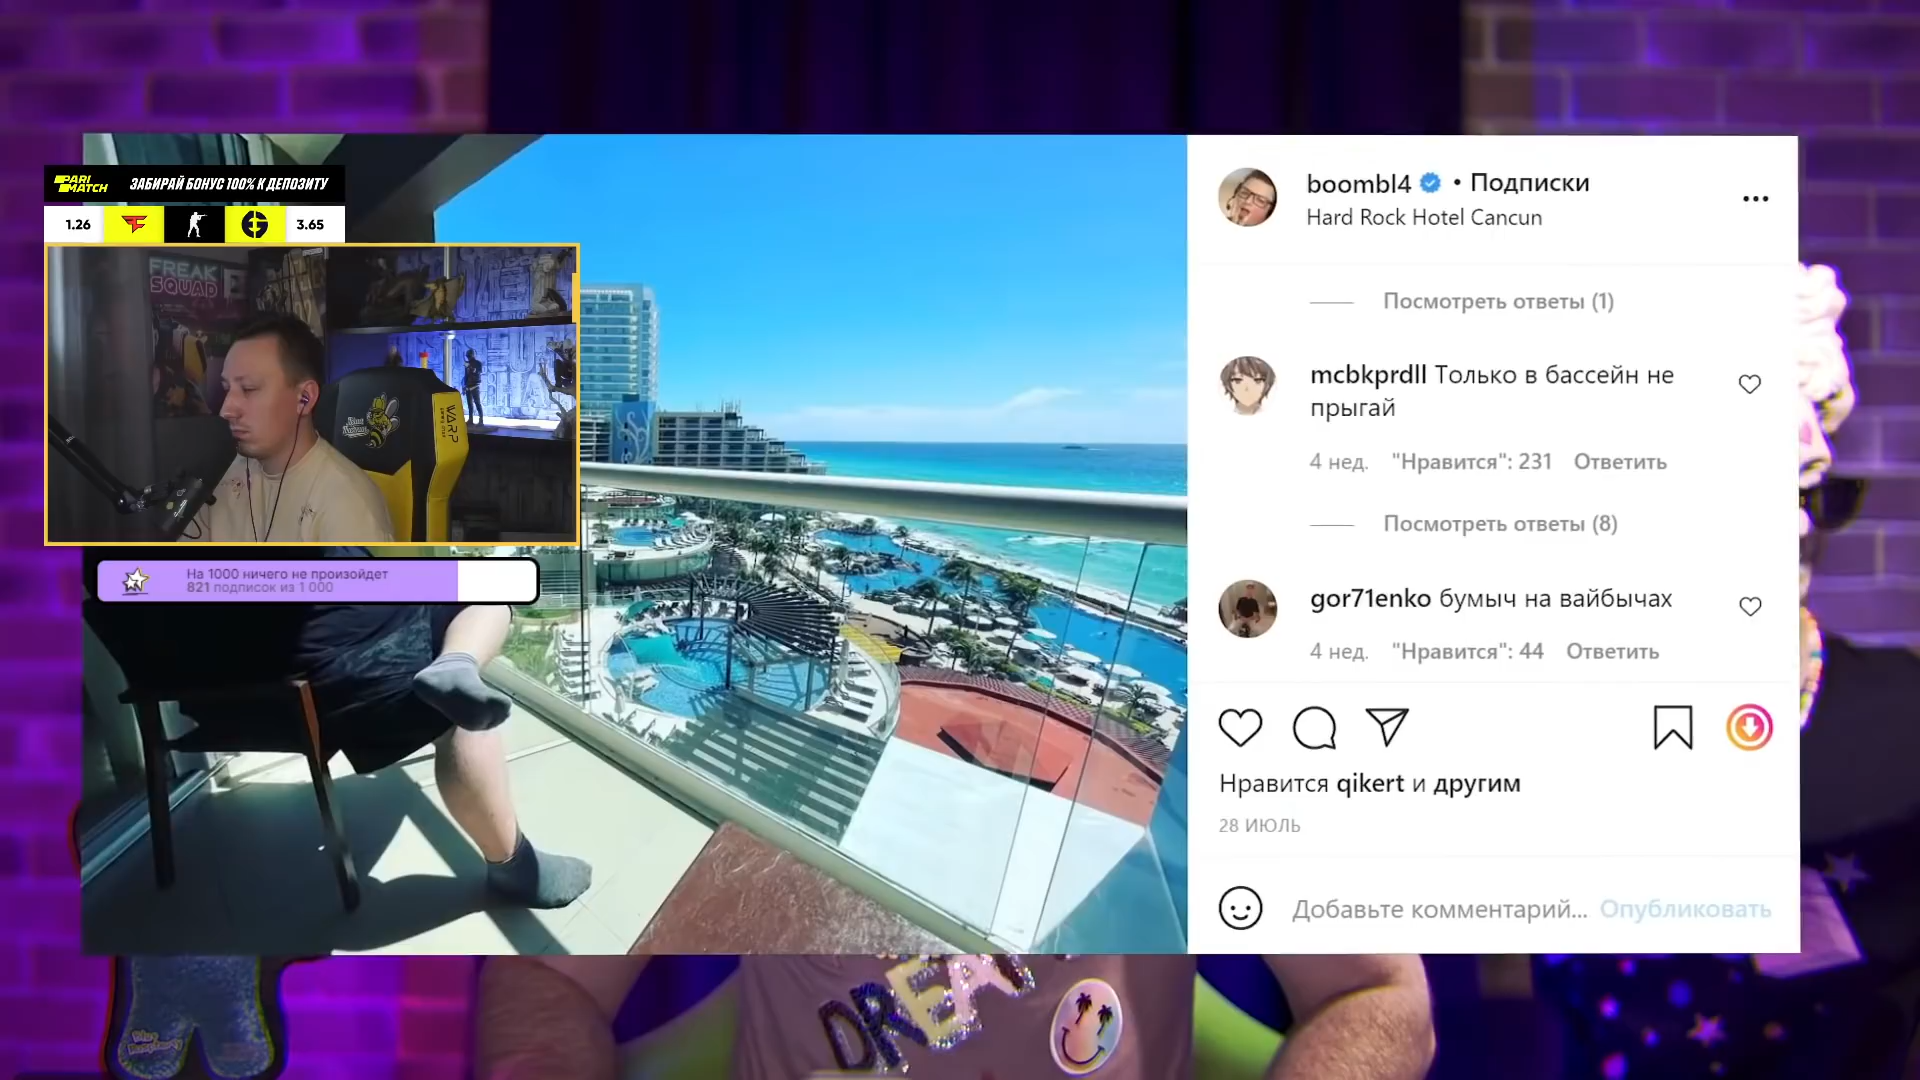 PARI MATCH
ЗАБИРАЙ БОНУС 100% К ДЕПОЗИТУ
1.26
3.65
FREAK
SQUAD
WARP
На 1000 ничего не произойдет
821 подписок из 1 000
boombl4 • Подписки
Hard Rock Hotel Cancun
Посмотреть ответы (1)
mcbkprdll Только в бассейн не
прыгай
4 нед. "Нравится": 231 Ответить
Посмотреть ответы (8)
gor71enko бумыч на вайбычах
4 нед. "Нравится": 44 Ответить
Нравится qikert и другим
28 ИЮЛЬ
Добавьте комментарий... Опубликовать
DREA